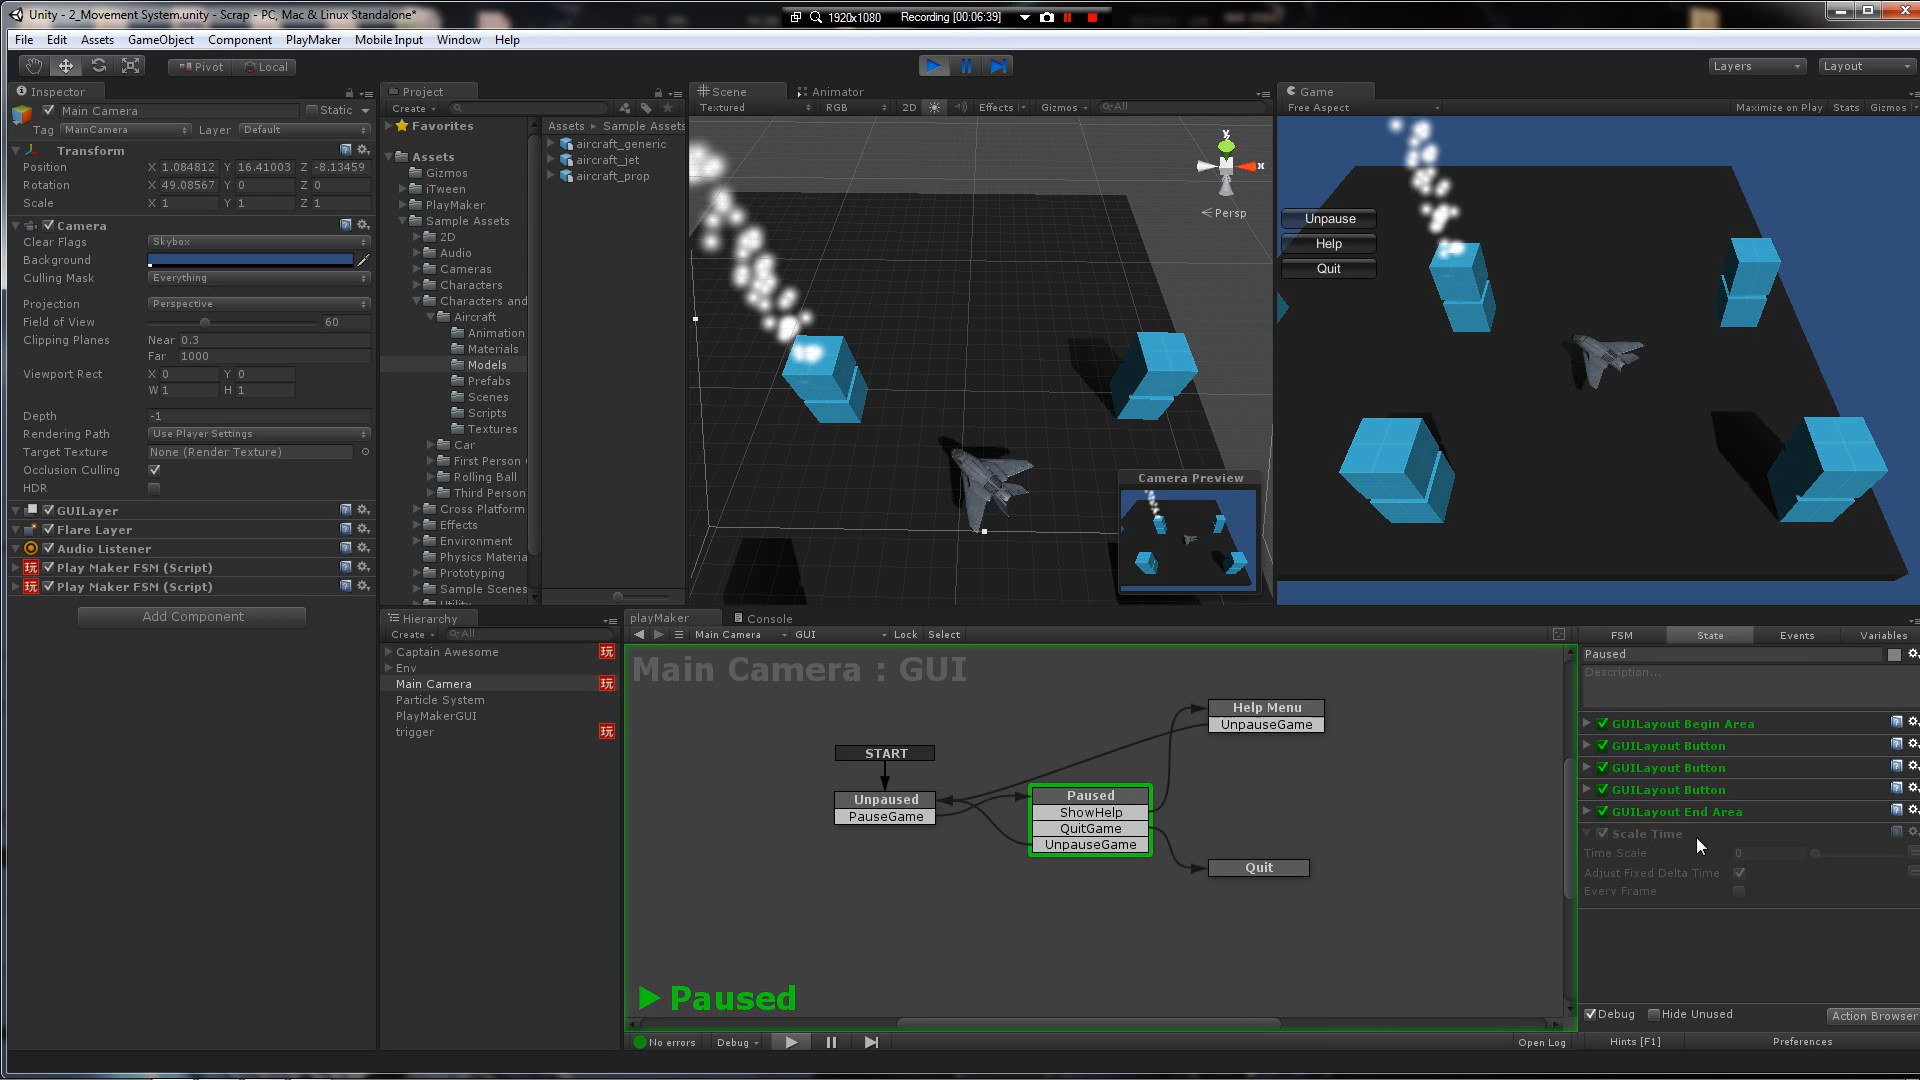 Unity - 2_Movement System.unity - Scrap - PC, Mac & Linux Standalone*
1920x1080 Recording [00:06:39]
File Edit Assets GameObject Component PlayMaker Mobile Input Window Help
Pivot Local
Layers Layout
Inspector
Main Camera Static
Tag MainCamera Layer Default
Transform
Position X 1.084812 Y 16.41003 Z -8.13459
Rotation X 49.08567 Y 0 Z 0
Scale X 1 Y 1 Z 1
Camera
Clear Flags Skybox
Background
Culling Mask Everything
Projection Perspective
Field of View 60
Clipping Planes Near 0.3
Far 1000
Viewport Rect X 0 Y 0
W 1 H 1
Depth -1
Rendering Path Use Player Settings
Target Texture None (Render Texture)
Occlusion Culling
HDR
GUILayer
Flare Layer
Audio Listener
玩 Play Maker FSM (Script)
玩 Play Maker FSM (Script)
Add Component
Project
Create
Favorites
Assets
Gizmos
iTween
PlayMaker
Sample Assets
2D
Audio
Cameras
Characters
Characters and
Aircraft
Animation
Materials
Models
Prefabs
Scenes
Scripts
Textures
Car
First Person
Rolling Ball
Third Person
Cross Platform
Effects
Environment
Physics Materia
Prototyping
Sample Scenes
Utility
Assets ▸ Sample Assets
aircraft_generic
aircraft_jet
aircraft_prop
Scene Animator
Textured RGB 2D Effects Gizmos All
y
x
Persp
Camera Preview
Game
Free Aspect Maximize on Play Stats Gizmos
Unpause
Help
Quit
Hierarchy
Create All
Captain Awesome 玩
Env
Main Camera 玩
Particle System
PlayMakerGUI
trigger 玩
playMaker Console
Main Camera GUI Lock Select
Main Camera : GUI
START
Unpaused
PauseGame
Paused
ShowHelp
QuitGame
UnpauseGame
Help Menu
UnpauseGame
Quit
Paused
No errors Debug Open Log
FSM State Events Variables
Paused
Description...
GUILayout Begin Area
GUILayout Button
GUILayout Button
GUILayout Button
GUILayout End Area
Scale Time
Time Scale 0
Adjust Fixed Delta Time
Every Frame
Debug Hide Unused Action Browser
Hints [F1] Preferences